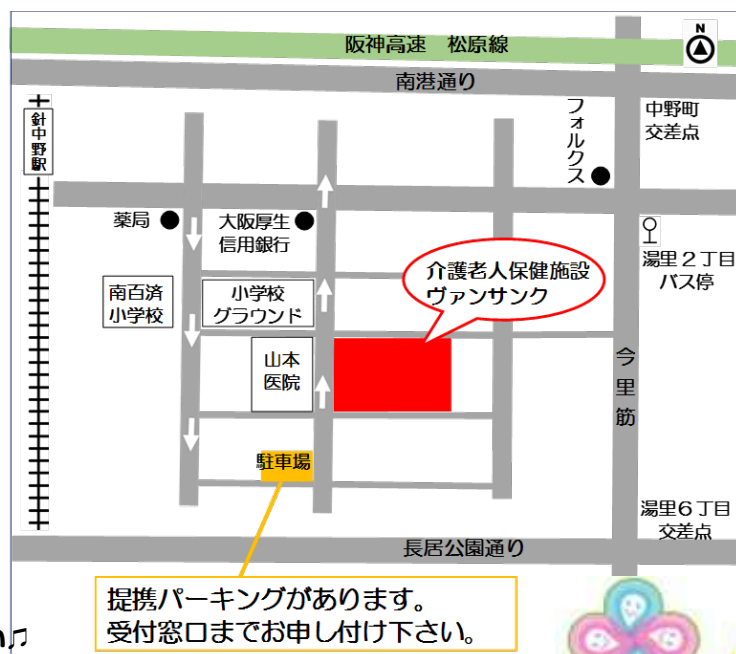 阪神高速 松原線
N
南港通り
針中野駅
フォルクス
中野町
交差点
薬局
大阪厚生
信用銀行
湯里2丁目
バス停
介護老人保健施設
ヴァンサンク
南百済
小学校
小学校
グラウンド
山本
医院
今里筋
駐車場
湯里6丁目
交差点
長居公園通り
提携パーキングがあります。
受付窓口までお申し付け下さい。